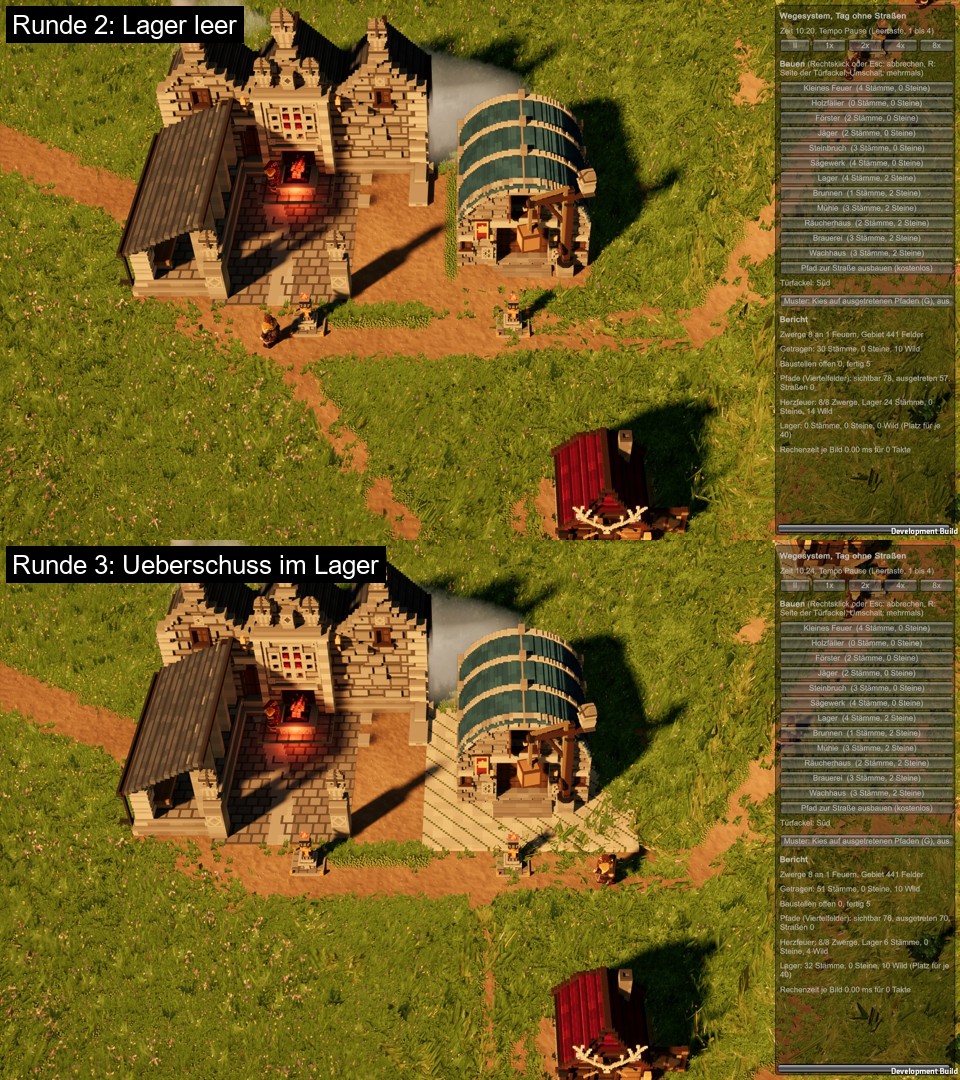 Runde 2: Lager leer
Wegesystem, Tag ohne Straßen
Zeit 10:20, Tempo Pause (Leertaste, 1 bis 4)
II 1x 2x 4x 8x
Bauen (Rechtsklick oder Esc: abbrechen, R:
Seite der Türfackel, Umschalt: mehrmals)
Kleines Feuer (4 Stämme, 0 Steine)
Holzfäller (0 Stämme, 0 Steine)
Förster (2 Stämme, 0 Steine)
Jäger (2 Stämme, 0 Steine)
Steinbruch (3 Stämme, 0 Steine)
Sägewerk (4 Stämme, 0 Steine)
Lager (4 Stämme, 2 Steine)
Brunnen (1 Stämme, 2 Steine)
Mühle (3 Stämme, 2 Steine)
Räucherhaus (2 Stämme, 2 Steine)
Brauerei (3 Stämme, 2 Steine)
Wachhaus (3 Stämme, 2 Steine)
Pfad zur Straße ausbauen (kostenlos)
Türfackel: Süd
Muster: Kies auf ausgetretenen Pfaden (G), aus
Bericht
Zwerge 8 an 1 Feuern, Gebiet 441 Felder
Getragen: 30 Stämme, 0 Steine, 10 Wild
Baustellen offen 0, fertig 5
Pfade (Viertelfelder): sichtbar 78, ausgetreten 57,
Straßen 0
Herzfeuer: 8/8 Zwerge, Lager 24 Stämme, 0
Steine, 14 Wild
Lager: 0 Stämme, 0 Steine, 0 Wild (Platz für je
40)
Rechenzeit je Bild 0.00 ms für 0 Takte
Development Build
Runde 3: Ueberschuss im Lager
Wegesystem, Tag ohne Straßen
Zeit 10:24, Tempo Pause (Leertaste, 1 bis 4)
II 1x 2x 4x 8x
Bauen (Rechtsklick oder Esc: abbrechen, R:
Seite der Türfackel, Umschalt: mehrmals)
Kleines Feuer (4 Stämme, 0 Steine)
Holzfäller (0 Stämme, 0 Steine)
Förster (2 Stämme, 0 Steine)
Jäger (2 Stämme, 0 Steine)
Steinbruch (3 Stämme, 0 Steine)
Sägewerk (4 Stämme, 0 Steine)
Lager (4 Stämme, 2 Steine)
Brunnen (1 Stämme, 2 Steine)
Mühle (3 Stämme, 2 Steine)
Räucherhaus (2 Stämme, 2 Steine)
Brauerei (3 Stämme, 2 Steine)
Wachhaus (3 Stämme, 2 Steine)
Pfad zur Straße ausbauen (kostenlos)
Türfackel: Süd
Muster: Kies auf ausgetretenen Pfaden (G), aus
Bericht
Zwerge 8 an 1 Feuern, Gebiet 441 Felder
Getragen: 51 Stämme, 0 Steine, 10 Wild
Baustellen offen 0, fertig 5
Pfade (Viertelfelder): sichtbar 76, ausgetreten 70,
Straßen 0
Herzfeuer: 8/8 Zwerge, Lager 6 Stämme, 0
Steine, 4 Wild
Lager: 32 Stämme, 0 Steine, 10 Wild (Platz für je
40)
Rechenzeit je Bild 0.00 ms für 0 Takte
Development Build